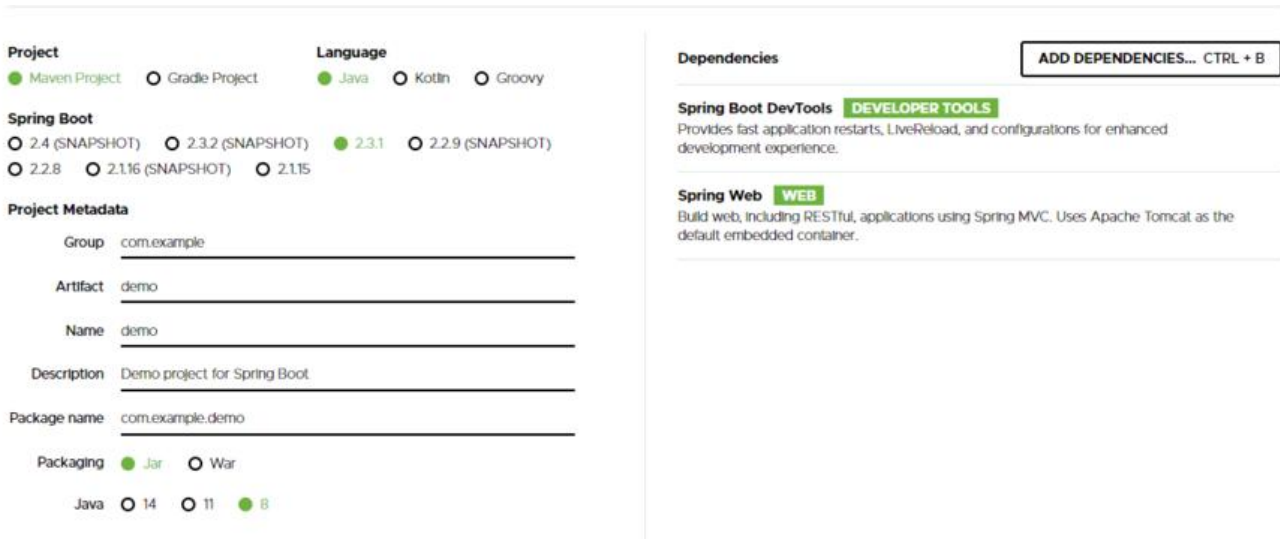 Project
Maven Project Gradle Project
Language
Java Kotlin Groovy
Spring Boot
2.4 (SNAPSHOT) 2.3.2 (SNAPSHOT) 2.3.1 2.2.9 (SNAPSHOT)
2.2.8 2.1.16 (SNAPSHOT) 2.1.15
Project Metadata
Group com.example
Artifact demo
Name demo
Description Demo project for Spring Boot
Package name com.example.demo
Packaging Jar War
Java 14 11 8
Dependencies ADD DEPENDENCIES... CTRL + B
Spring Boot DevTools DEVELOPER TOOLS
Provides fast application restarts, LiveReload, and configurations for enhanced
development experience.
Spring Web WEB
Build web, including RESTful, applications using Spring MVC. Uses Apache Tomcat as the
default embedded container.